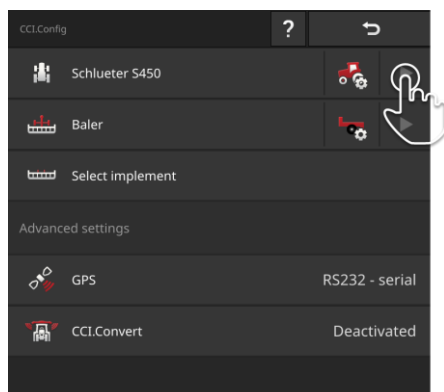 CCI.Config
?
Schlueter S450
Baler
Select implement
Advanced settings
GPS RS232 - serial
CCI.Convert Deactivated